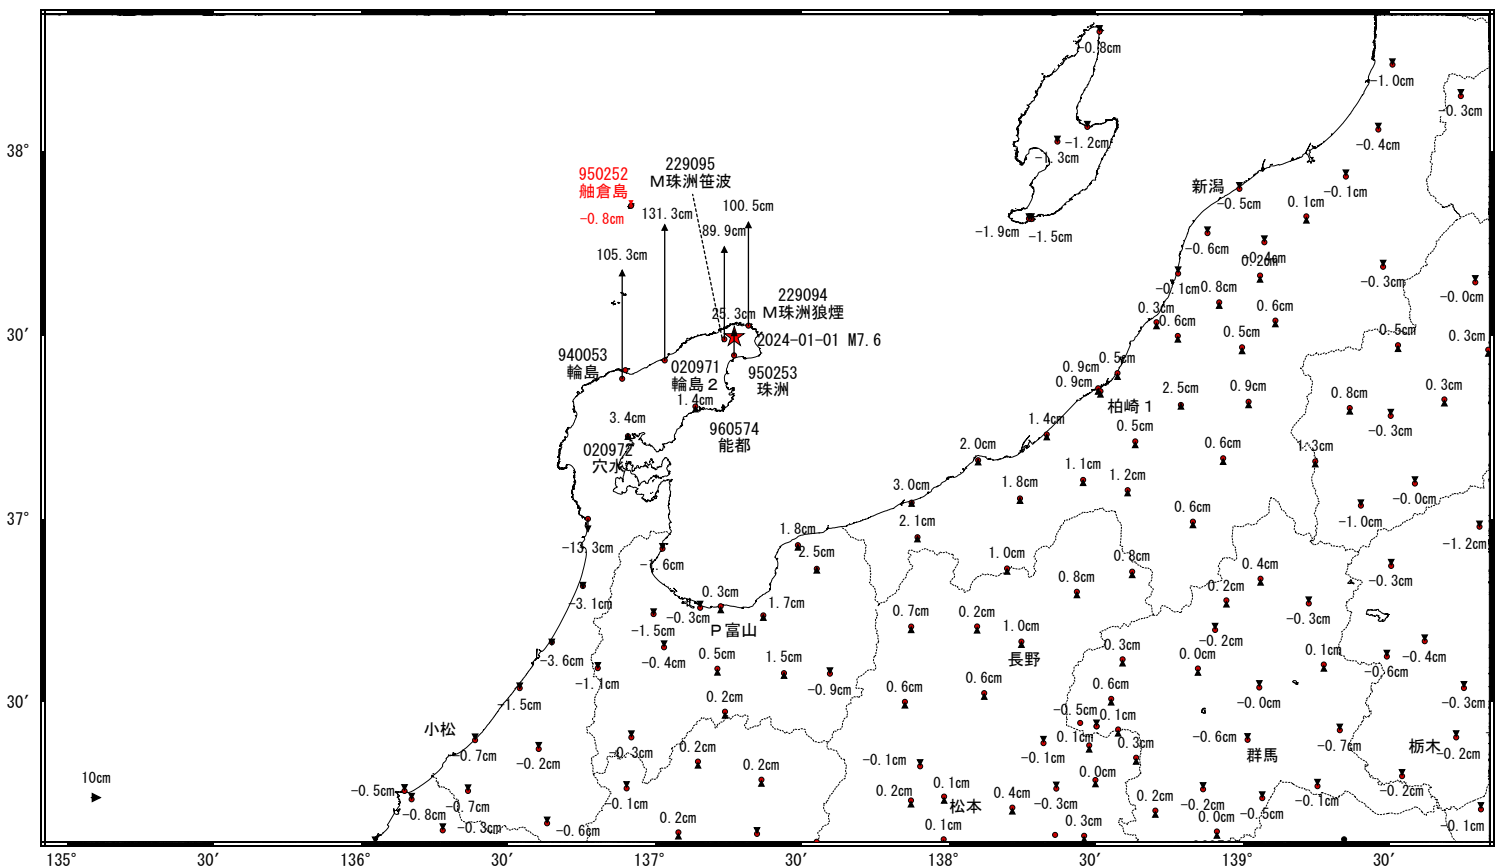 -0.8cm
-1.0cm
-0.3cm
-1.2cm
-1.3cm
-0.4cm
38°
229095
M珠洲笹波
950252
舳倉島
-0.8cm
131.3cm
100.5cm
89.9cm
105.3cm
新潟
-0.5cm
-0.1cm
0.1cm
-1.9cm
-1.5cm
-0.6cm
-0.4cm
0.2cm
-0.3cm
-0.0cm
-0.1cm
0.8cm
229094
M珠洲狼煙
25.3cm
2024-01-01 M7.6
30′
0.3cm
0.6cm
0.6cm
0.5cm
0.5cm
0.3cm
940053
輪島
020971
輪島2
950253
珠洲
0.9cm
0.5cm
0.9cm
2.5cm
0.9cm
0.8cm
0.3cm
-0.3cm
柏崎1
1.4cm
3.4cm
960574
能都
020972
穴水
1.4cm
0.5cm
2.0cm
0.6cm
1.3cm
1.1cm
1.2cm
1.8cm
3.0cm
-0.0cm
37°
0.6cm
-1.0cm
2.1cm
1.8cm
2.5cm
-1.2cm
-13.3cm
-1.6cm
1.0cm
0.8cm
0.8cm
0.4cm
0.2cm
-0.3cm
-3.1cm
0.3cm
-0.3cm
1.7cm
0.7cm
0.2cm
1.0cm
-0.3cm
-1.5cm
P富山
-0.2cm
-0.4cm
-3.6cm
-0.4cm
0.5cm
1.5cm
長野
0.3cm
0.0cm
0.1cm
-0.6cm
-1.1cm
-0.9cm
30′
-1.5cm
0.2cm
0.6cm
0.6cm
0.6cm
-0.0cm
-0.3cm
小松
-0.7cm
-0.2cm
-0.3cm
0.2cm
-0.5cm
0.1cm
0.1cm
0.3cm
-0.1cm
-0.6cm
群馬
-0.7cm
栃木
-0.2cm
10cm
-0.5cm
-0.8cm
-0.7cm
-0.3cm
-0.6cm
-0.1cm
0.2cm
0.2cm
-0.1cm
0.2cm
0.1cm
松本
0.1cm
0.4cm
-0.3cm
0.0cm
0.3cm
0.2cm
-0.2cm
0.0cm
-0.5cm
-0.1cm
-0.2cm
-0.1cm
135°
30′
136°
30′
137°
30′
138°
30′
139°
30′